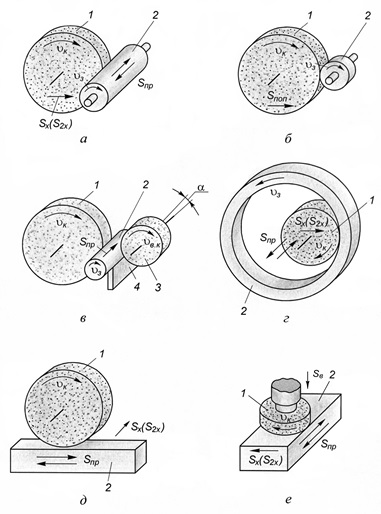 1
2
υк
υз
Sпр
Sх(S2х)
а
1
2
υк
υз
Sпоп
б
1
2
α
υк
Sпр
υв.к
υз
4
3
в
υз
Sх(S2х)
1
Sпр
υк
2
г
1
υк
Sх(S2х)
Sпр
2
д
Sв
1
2
υк
Sпр
Sх(S2х)
е